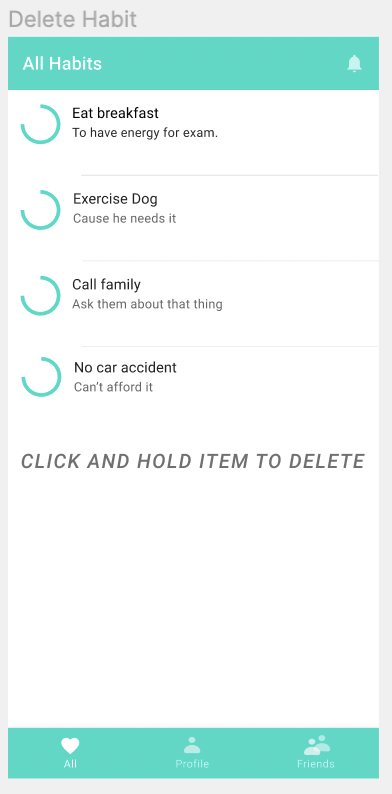 Delete Habit
All Habits
Eat breakfast
To have energy for exam.
Exercise Dog
Cause he needs it
Call family
Ask them about that thing
No car accident
Can't afford it
CLICK AND HOLD ITEM TO DELETE
All
Profile
Friends